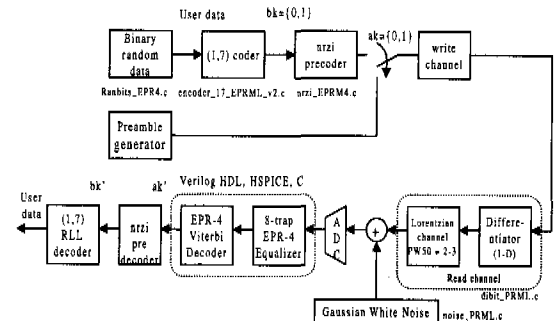 User data
bk={0,1}
ak={0,1}
Binary
random
data
(1,7) coder
nrzi
precoder
write
channel
Ranbits_EPR4.c
encoder_17_EPRML_v2.c
nrzi_EPRM4.c
Preamble
generator
User
data
bk'
ak'
Verilog HDL, HSPICE, C
(1,7)
RLL
decoder
nrzi
pre
decoder
EPR-4
Viterbi
Decoder
8-trap
EPR-4
Equalizer
A
D
C
+
Lorentzian
channel
PW50 = 2-3
Differe-
ntiator
(1-D)
Read channel
dibit_PRML.c
Gaussian White Noise
noise_PRML.c